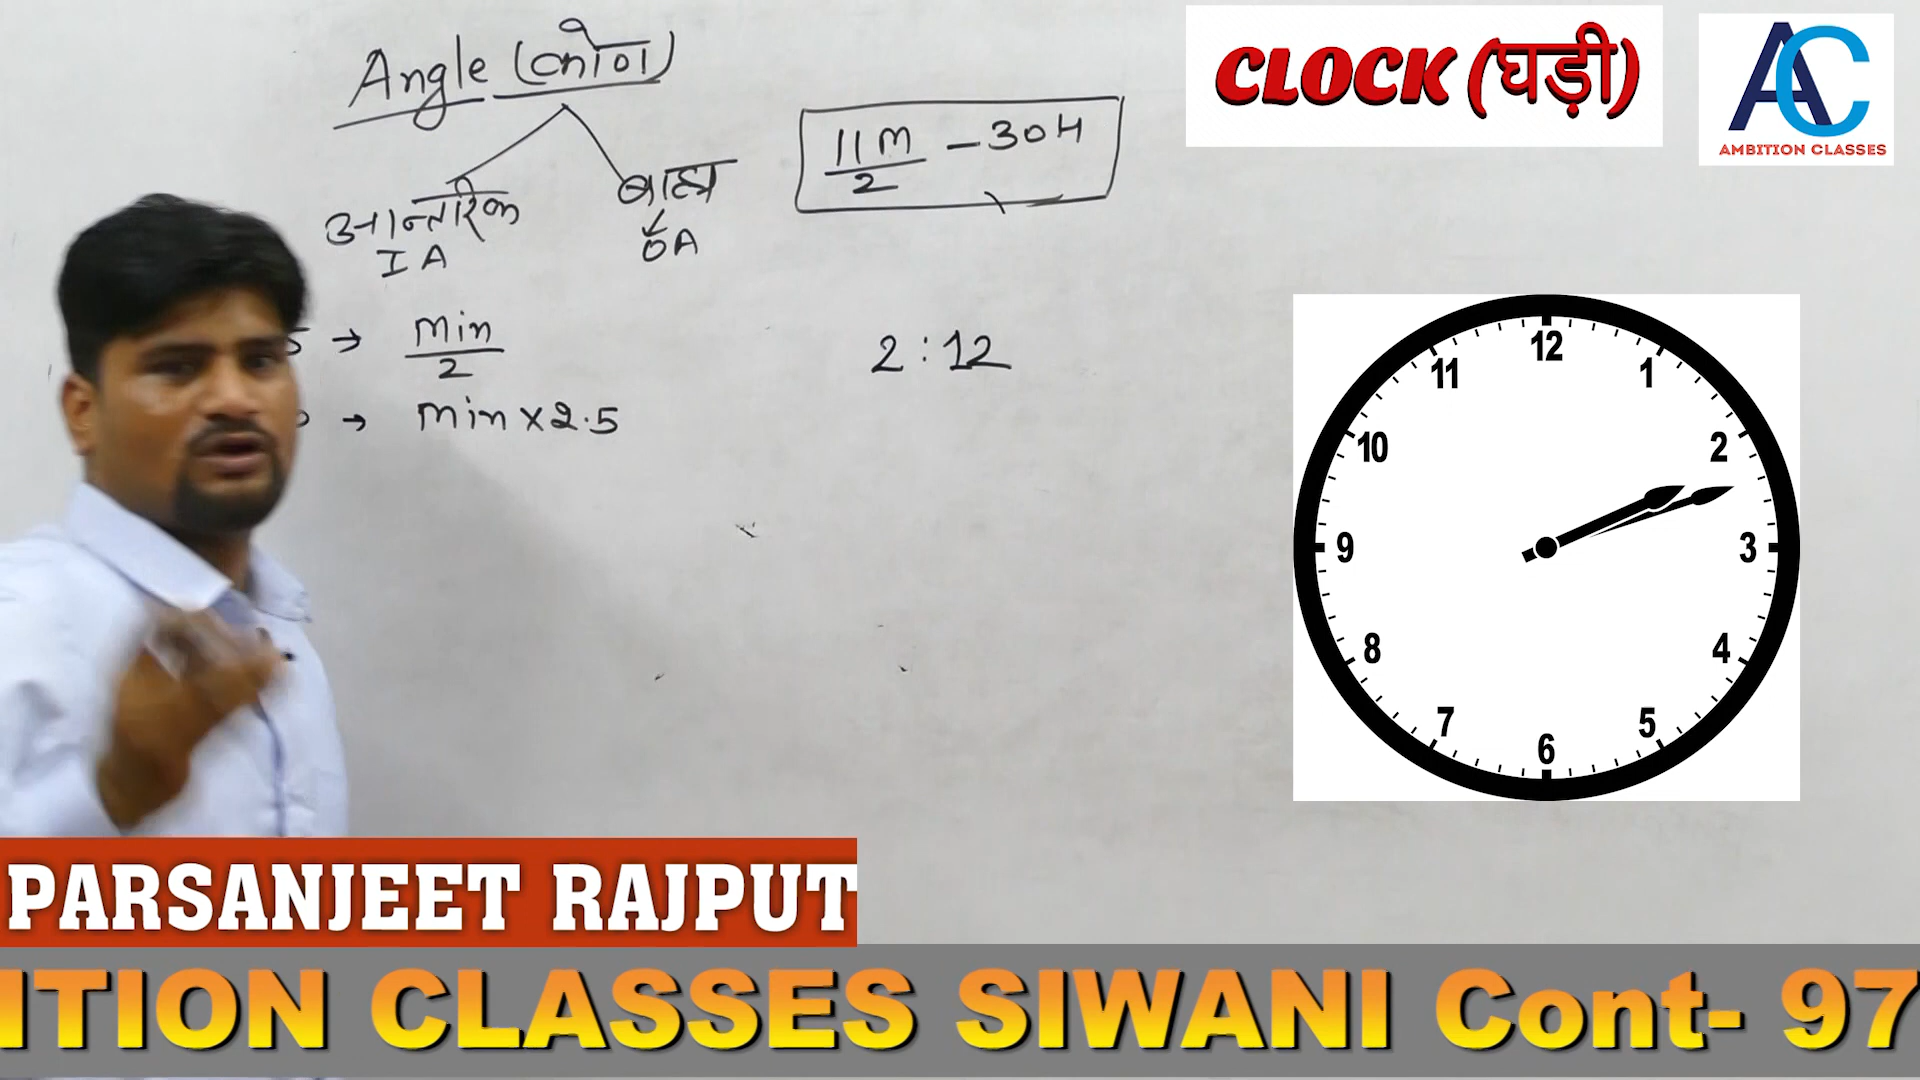 Angle (कोण)
आन्तरिक
IA
बाह्य
OA
11M/2 - 30H
5 → Min/2
→ Min x 2.5
2:12
CLOCK (घड़ी)
AC
AMBITION CLASSES
12
11 1
10 2
9 3
8 4
7 5
6
PARSANJEET RAJPUT
ITION CLASSES SIWANI Cont- 97